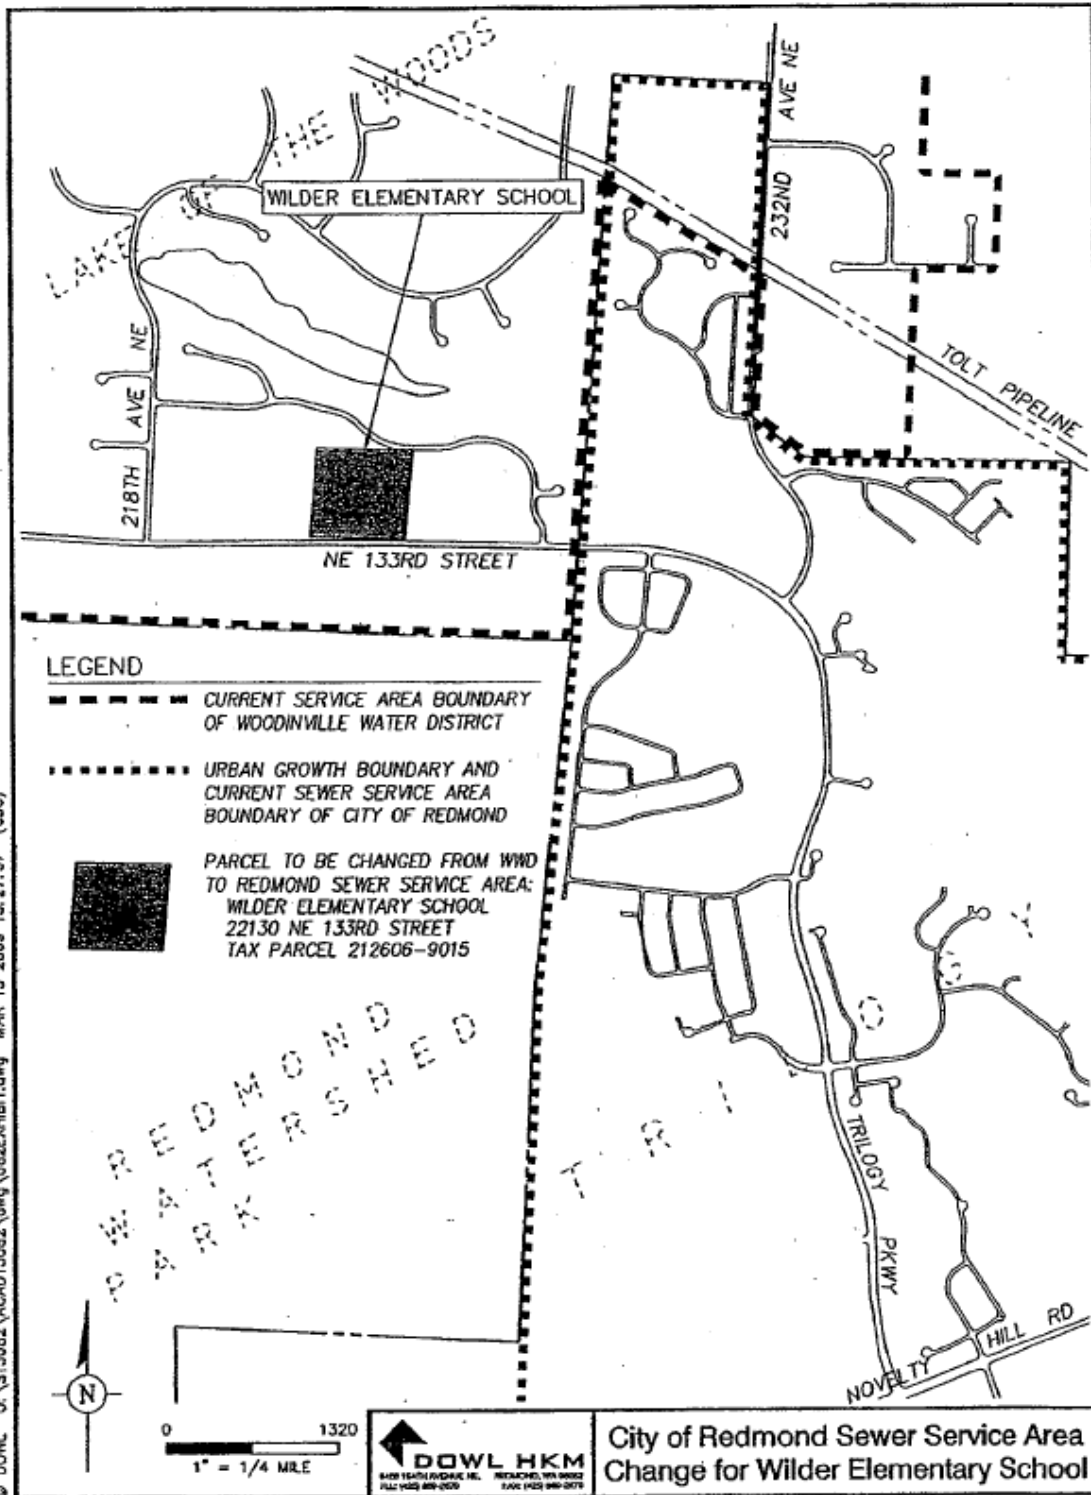 LAKE OF THE WOODS
WILDER ELEMENTARY SCHOOL
232ND AVE NE
TOLT PIPELINE
218TH AVE NE
NE 133RD STREET
LEGEND
CURRENT SERVICE AREA BOUNDARY
OF WOODINVILLE WATER DISTRICT
URBAN GROWTH BOUNDARY AND
CURRENT SEWER SERVICE AREA
BOUNDARY OF CITY OF REDMOND
PARCEL TO BE CHANGED FROM WWD
TO REDMOND SEWER SERVICE AREA:
WILDER ELEMENTARY SCHOOL
22130 NE 133RD STREET
TAX PARCEL 212606-9015
REDMOND
WATERSHED
PARK
TRILOGY
TRILOGY PKWY
NOVELTY HILL RD
N
0 1320
1" = 1/4 MILE
DOWL HKM
City of Redmond Sewer Service Area
Change for Wilder Elementary School